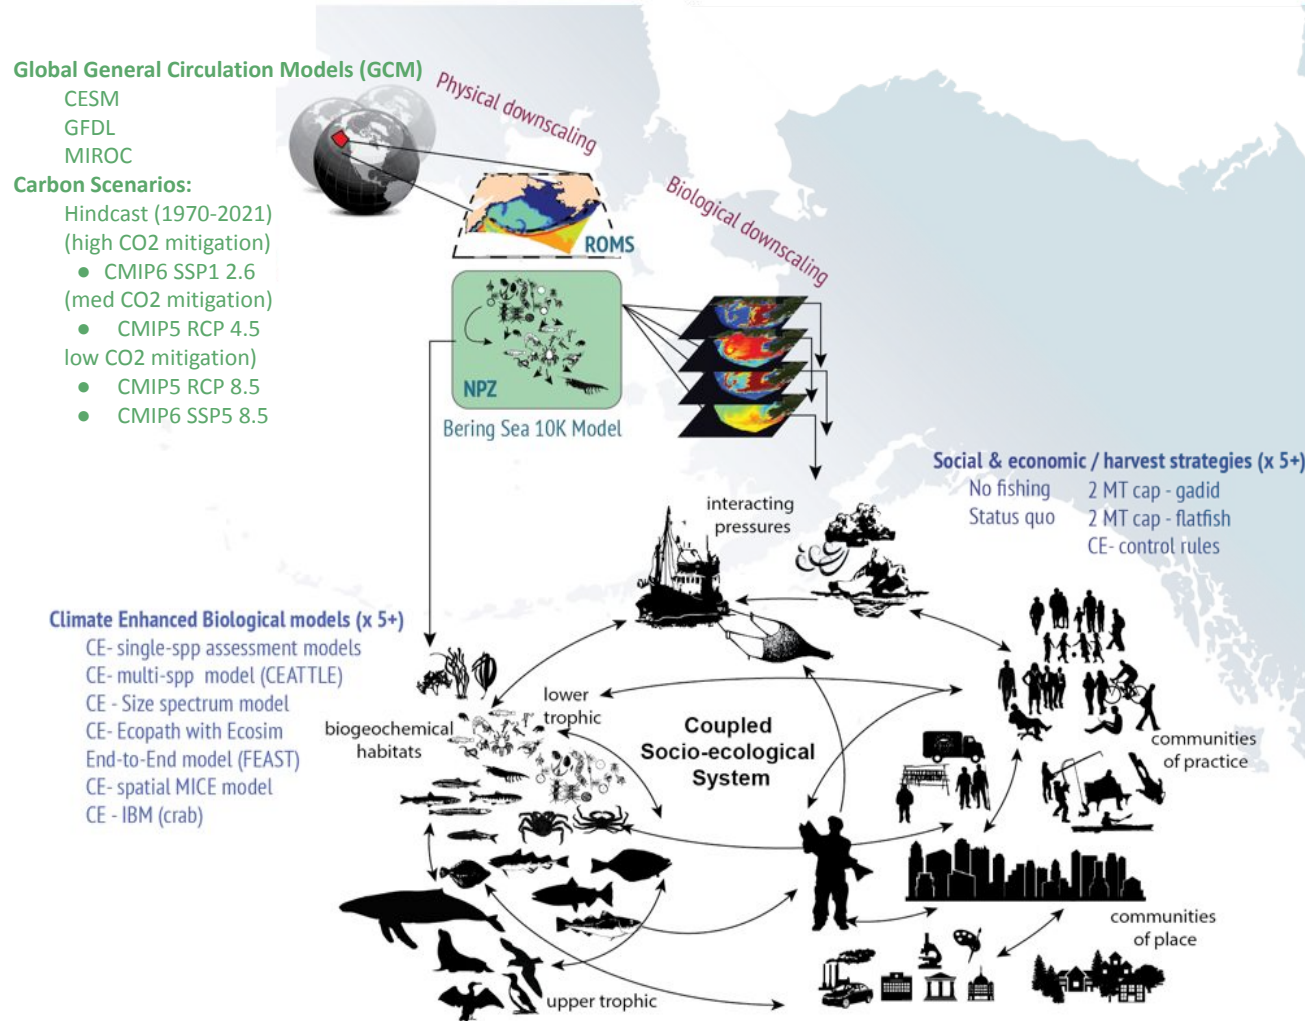 Global General Circulation Models (GCM)
CESM
GFDL
MIROC
Carbon Scenarios:
Hindcast (1970-2021)
(high CO2 mitigation)
● CMIP6 SSP1 2.6
(med CO2 mitigation)
● CMIP5 RCP 4.5
low CO2 mitigation)
● CMIP5 RCP 8.5
● CMIP6 SSP5 8.5
Physical downscaling
ROMS
Biological downscaling
NPZ
Bering Sea 10K Model
Social & economic / harvest strategies (x 5+)
No fishing
Status quo
2 MT cap - gadid
2 MT cap - flatfish
CE- control rules
interacting
pressures
Climate Enhanced Biological models (x 5+)
CE- single-spp assessment models
CE- multi-spp model (CEATTLE)
CE - Size spectrum model
CE- Ecopath with Ecosim
End-to-End model (FEAST)
CE- spatial MICE model
CE - IBM (crab)
biogeochemical
habitats
lower
trophic
Coupled
Socio-ecological
System
communities
of practice
communities
of place
upper trophic